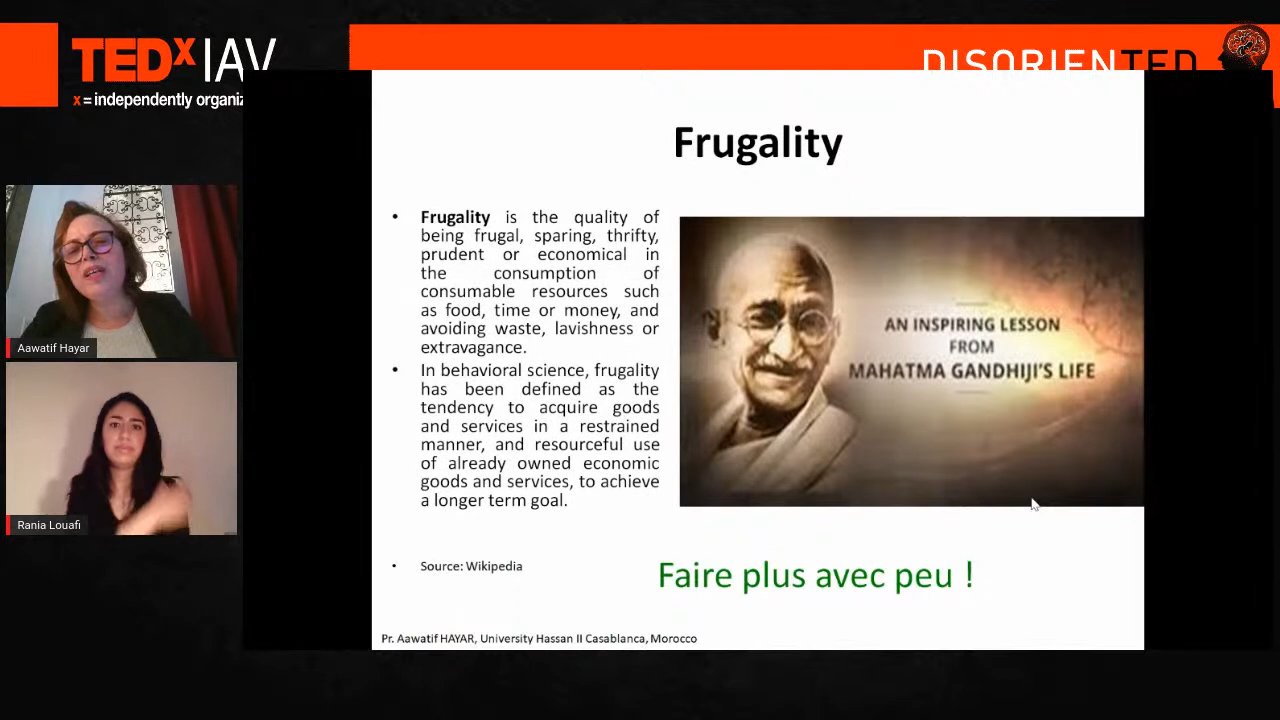 TEDx IAV
x = independently organiz
DISORIENTED
Frugality
• Frugality is the quality of
being frugal, sparing, thrifty,
prudent or economical in
the consumption of
consumable resources such
as food, time or money, and
avoiding waste, lavishness or
extravagance.
• In behavioral science, frugality
has been defined as the
tendency to acquire goods
and services in a restrained
manner, and resourceful use
of already owned economic
goods and services, to achieve
a longer term goal.
• Source: Wikipedia
AN INSPIRING LESSON
FROM
MAHATMA GANDHIJI'S LIFE
Faire plus avec peu !
Pr. Aawatif HAYAR, University Hassan II Casablanca, Morocco
Aawatif Hayar
Rania Louafi